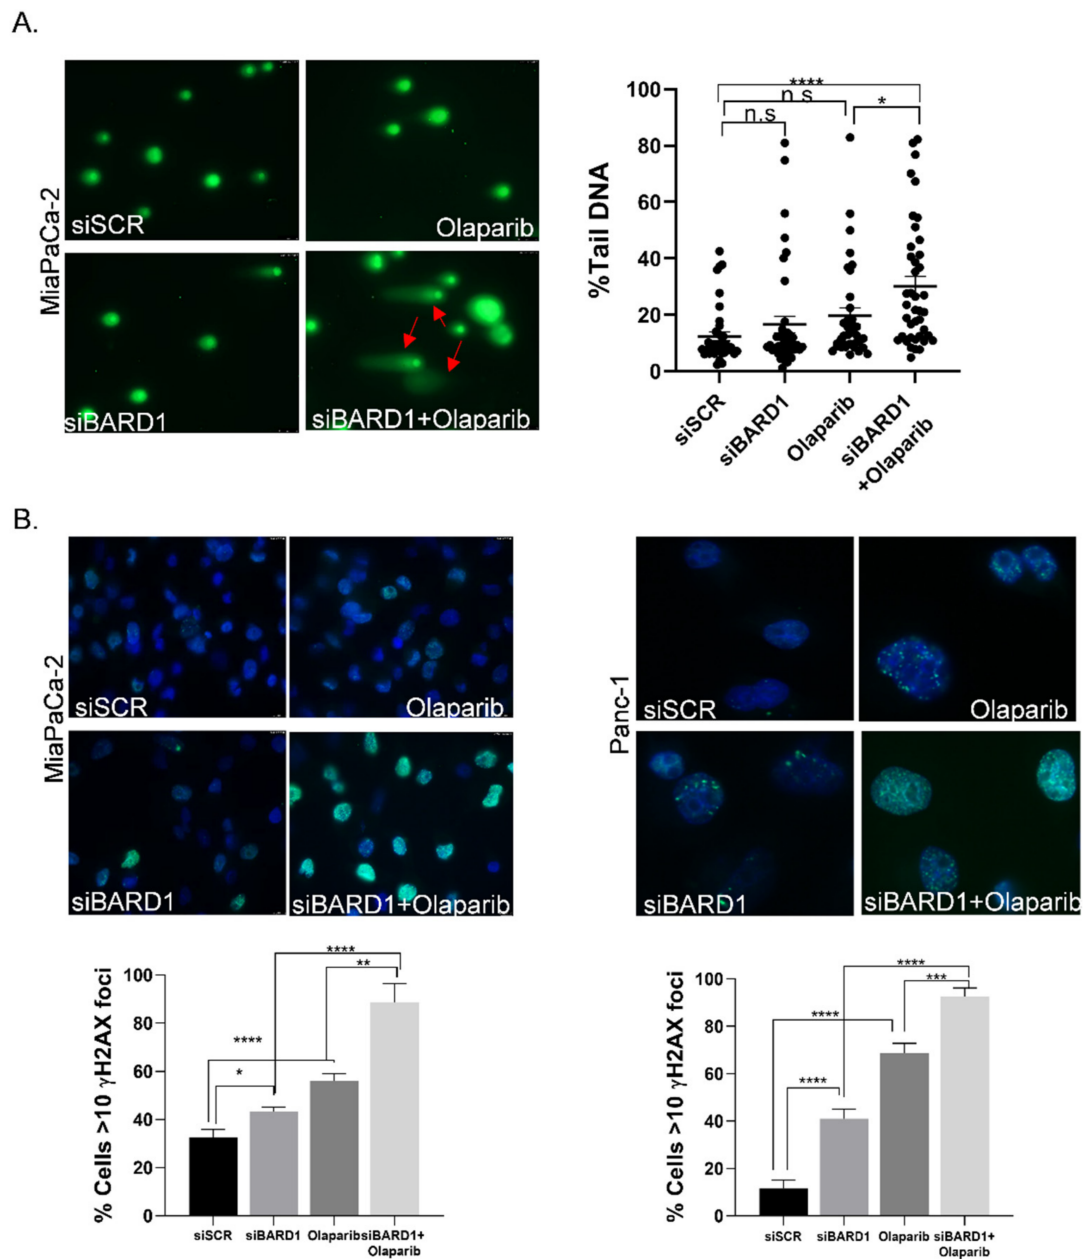 A.
MiaPaCa-2
siSCR
Olaparib
siBARD1
siBARD1+Olaparib
%Tail DNA
100
80
60
40
20
0
****
n.s
*
n.s
siSCR
siBARD1
Olaparib
siBARD1
+Olaparib
B.
MiaPaCa-2
siSCR
Olaparib
siBARD1
siBARD1+Olaparib
Panc-1
siSCR
Olaparib
siBARD1
siBARD1+Olaparib
% Cells >10 γH2AX foci
100
80
60
40
20
0
****
**
****
*
siSCR
siBARD1
Olaparib
siBARD1+
Olaparib
% Cells >10 γH2AX foci
100
80
60
40
20
0
****
***
****
****
siSCR
siBARD1
Olaparib
siBARD1+
Olaparib